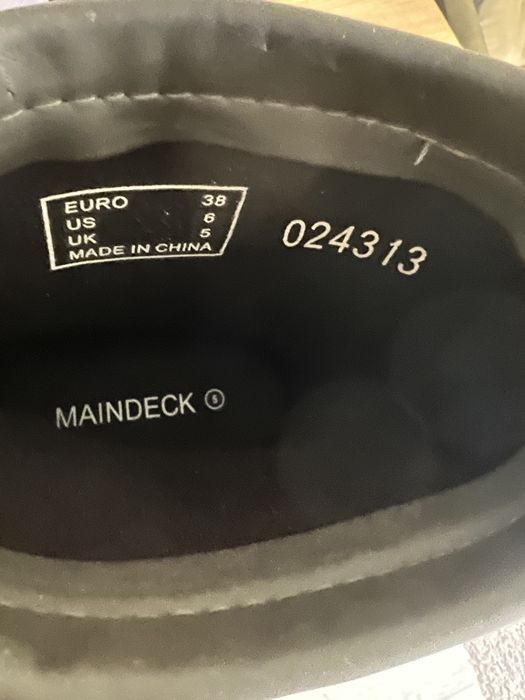 EURO 38
US 6
UK 5
MADE IN CHINA
024313
MAINDECK